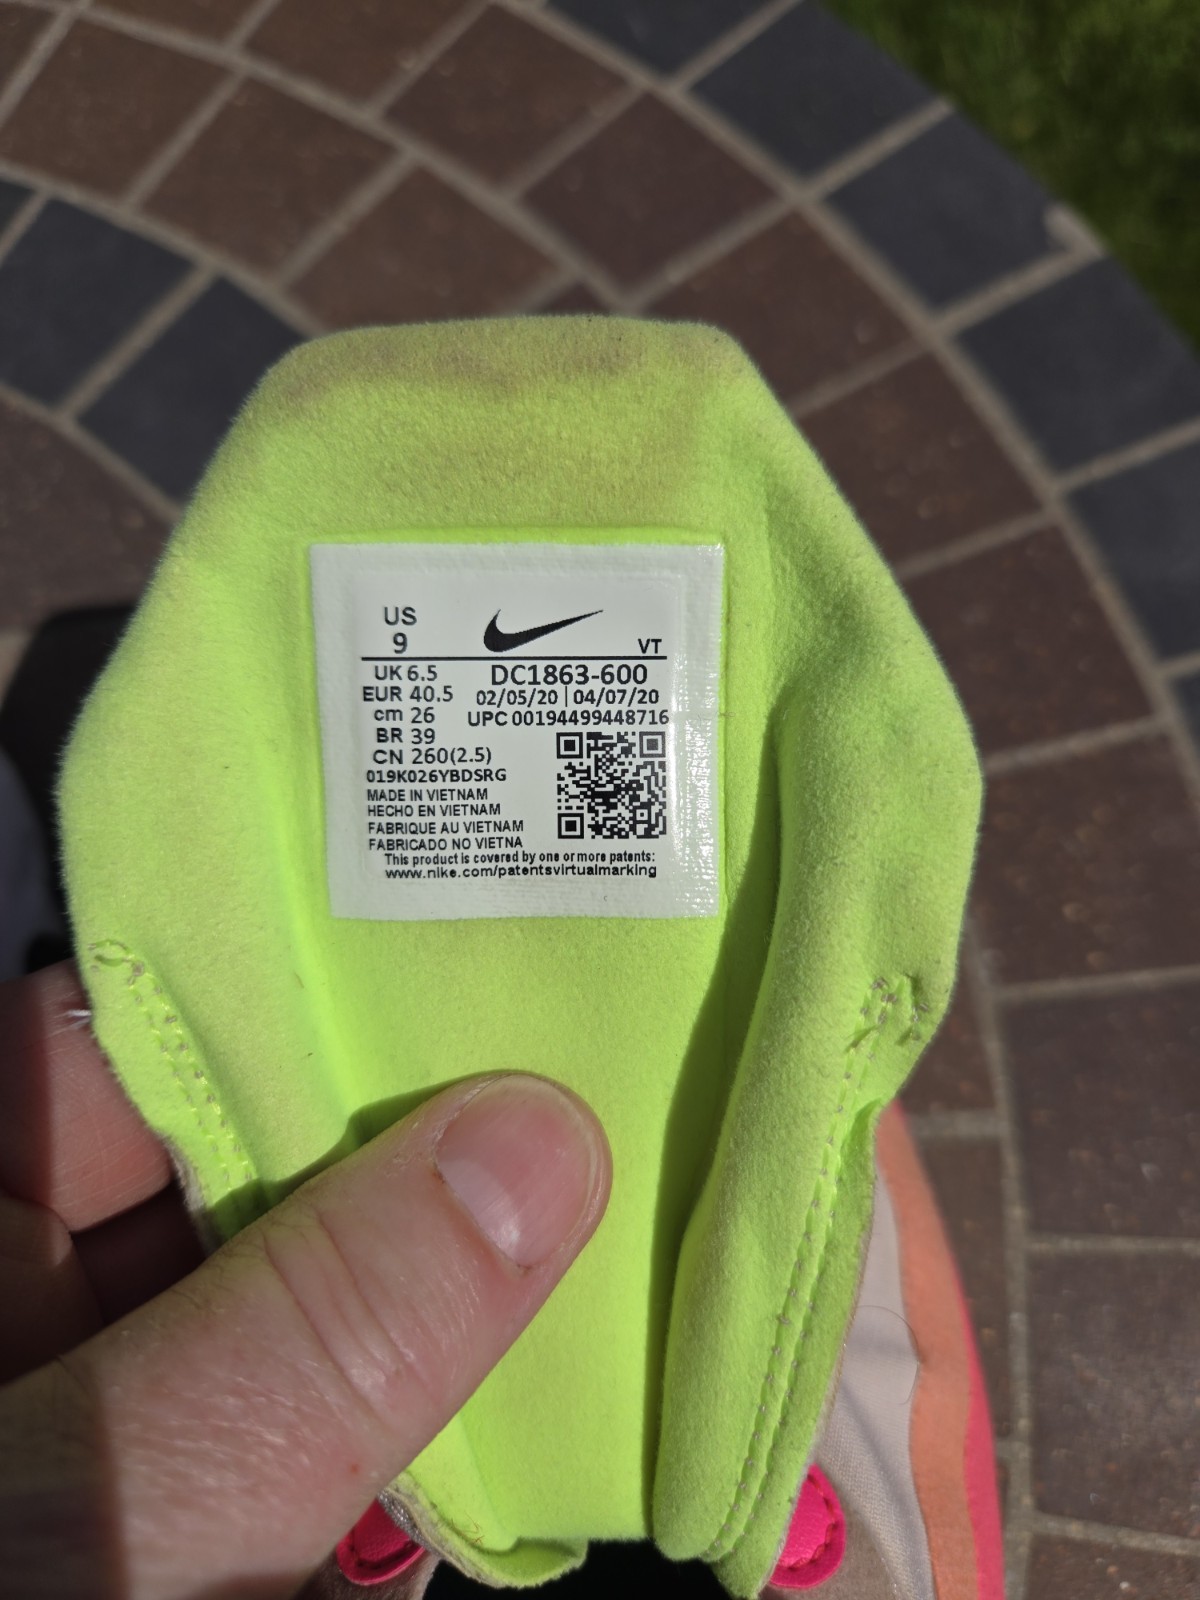 US
9
VT
UK 6.5
EUR 40.5
cm 26
BR 39
CN 260(2.5)
DC1863-600
02/05/20 | 04/07/20
UPC 00194499448716
019K026YBDSRG
MADE IN VIETNAM
HECHO EN VIETNAM
FABRIQUE AU VIETNAM
FABRICADO NO VIETNA
This product is covered by one or more patents:
www.nike.com/patentsvirtualmarking